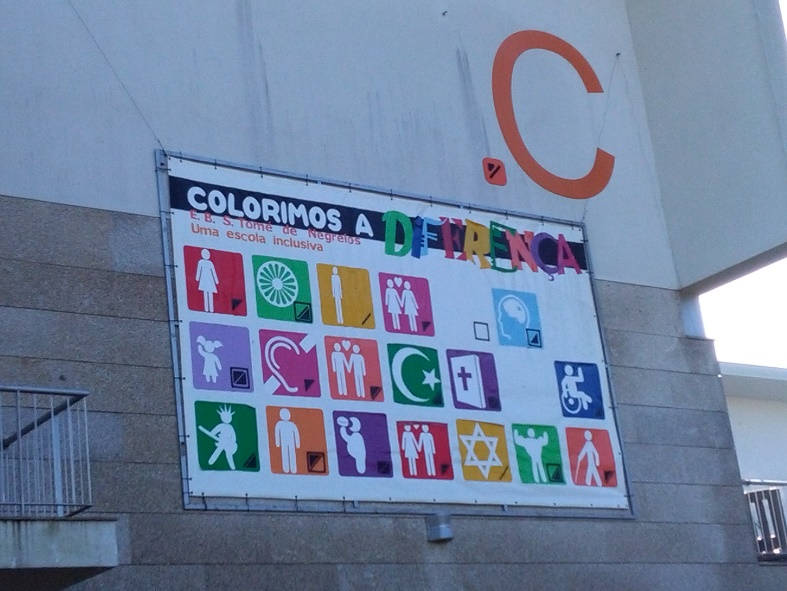 .C
COLORIMOS A DIFERENÇA
E. B. S. Tomé de Negrelos
Uma escola inclusiva